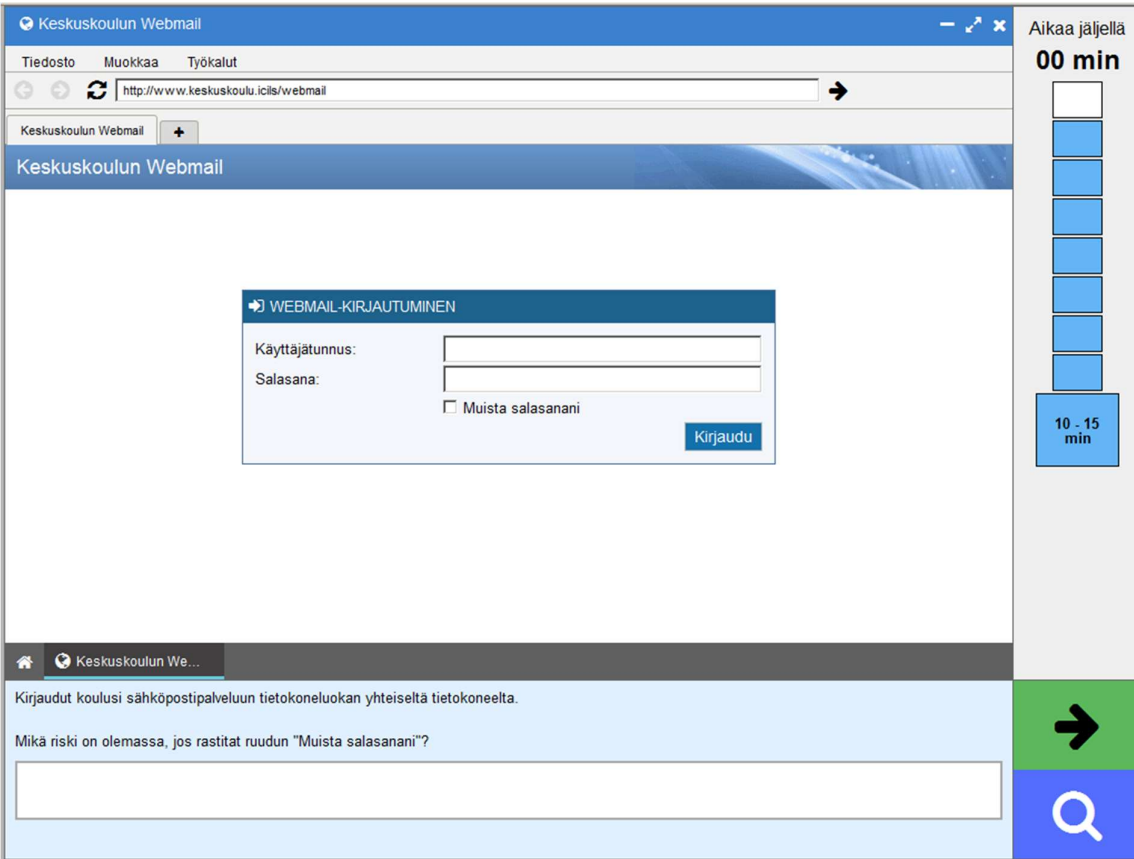 Keskuskoulun Webmail
Aikaa jäljellä
00 min
Tiedosto Muokkaa Työkalut
http://www.keskuskoulu.icils/webmail
Keskuskoulun Webmail
Keskuskoulun Webmail
WEBMAIL-KIRJAUTUMINEN
Käyttäjätunnus:
Salasana:
Muista salasanani
Kirjaudu
10 - 15
min
Keskuskoulun We...
Kirjaudut koulusi sähköpostipalveluun tietokoneluokan yhteiseltä tietokoneelta.
Mikä riski on olemassa, jos rastitat ruudun "Muista salasanani"?